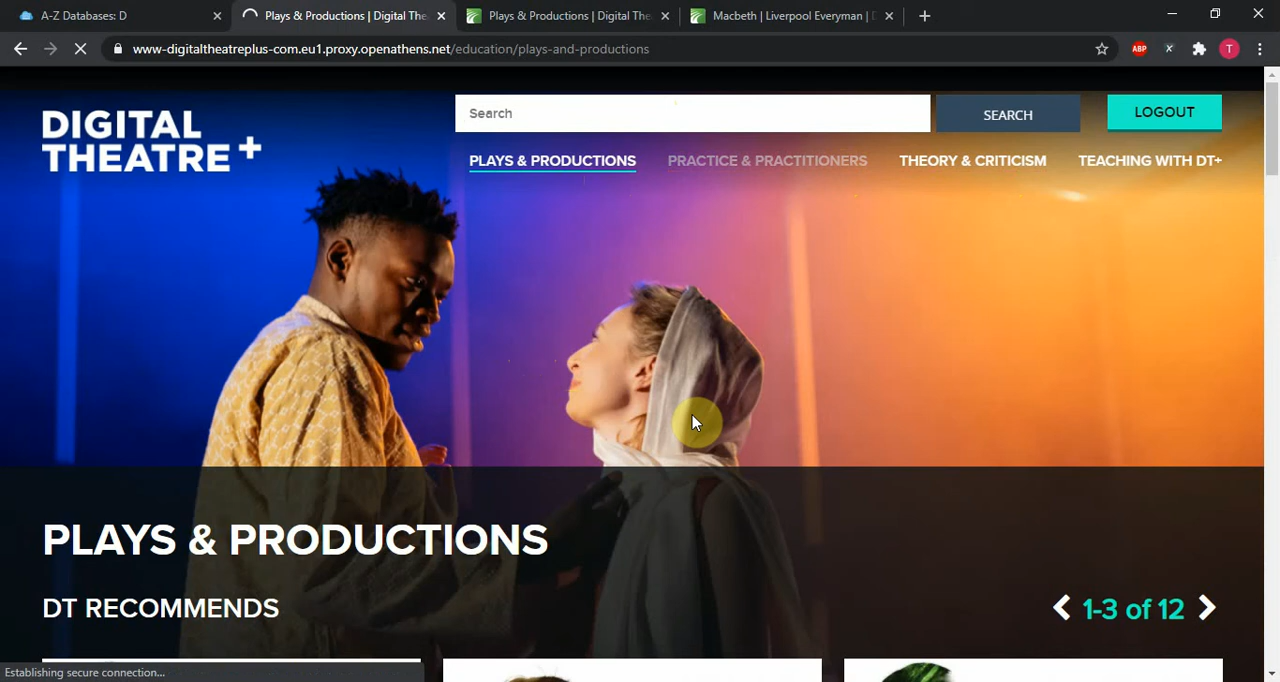 A-Z Databases: D
Plays & Productions | Digital The
Plays & Productions | Digital The
Macbeth | Liverpool Everyman | D
www-digitaltheatreplus-com.eu1.proxy.openathens.net/education/plays-and-productions
ABP
X
T
DIGITAL
THEATRE +
Search
SEARCH
LOGOUT
PLAYS & PRODUCTIONS
PRACTICE & PRACTITIONERS
THEORY & CRITICISM
TEACHING WITH DT+
PLAYS & PRODUCTIONS
DT RECOMMENDS
1-3 of 12
Establishing secure connection...